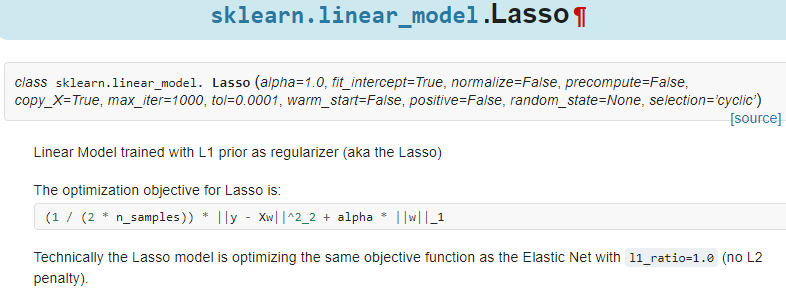 sklearn.linear_model.Lasso¶
class sklearn.linear_model. Lasso (alpha=1.0, fit_intercept=True, normalize=False, precompute=False,
copy_X=True, max_iter=1000, tol=0.0001, warm_start=False, positive=False, random_state=None, selection=’cyclic’)
[source]
Linear Model trained with L1 prior as regularizer (aka the Lasso)
The optimization objective for Lasso is:
(1 / (2 * n_samples)) * ||y - Xw||^2_2 + alpha * ||w||_1
Technically the Lasso model is optimizing the same objective function as the Elastic Net with l1_ratio=1.0 (no L2
penalty).